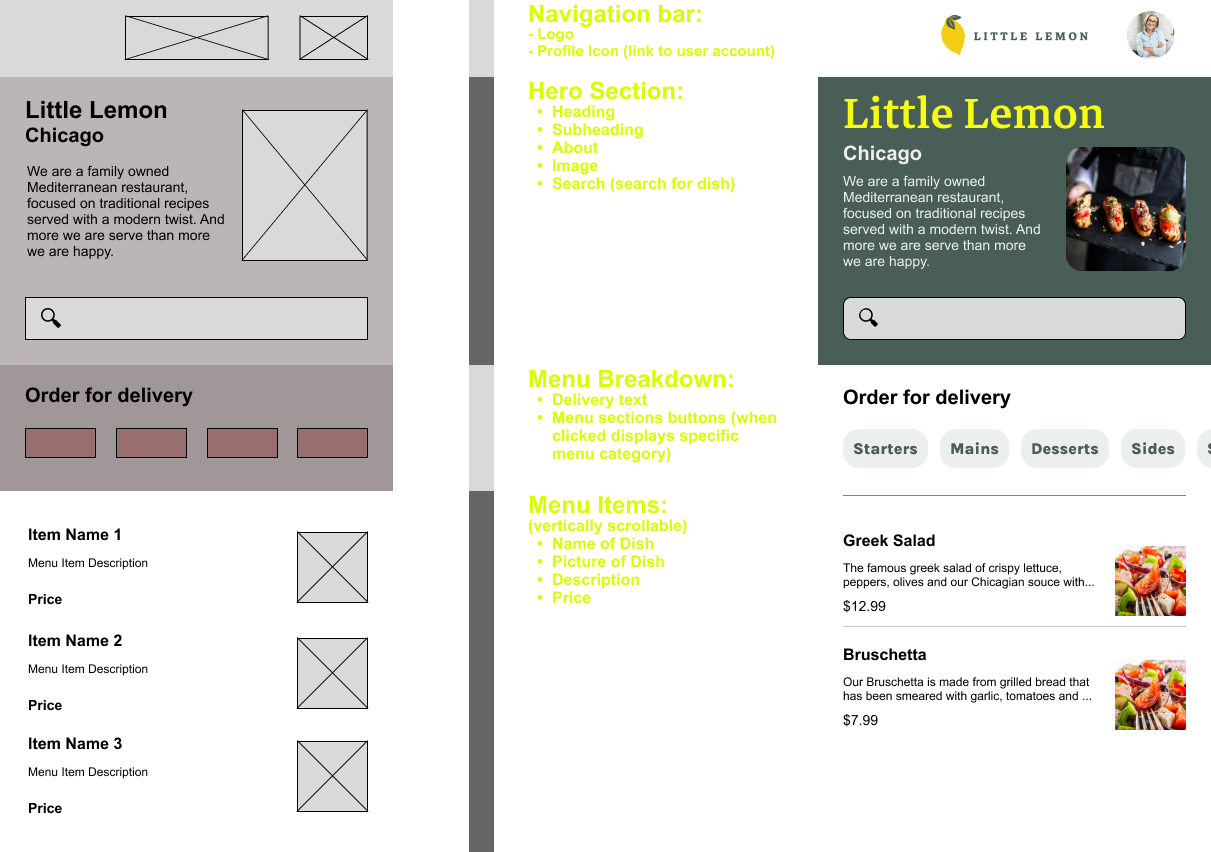 Little Lemon
Chicago
We are a family owned
Mediterranean restaurant,
focused on traditional recipes
served with a modern twist. And
more we are serve than more
we are happy.
Order for delivery
Item Name 1
Menu Item Description
Price
Item Name 2
Menu Item Description
Price
Item Name 3
Menu Item Description
Price
Navigation bar:
- Logo
- Profile Icon (link to user account)
Hero Section:
• Heading
• Subheading
• About
• Image
• Search (search for dish)
Menu Breakdown:
• Delivery text
• Menu sections buttons (when
clicked displays specific
menu category)
Menu Items:
(vertically scrollable)
• Name of Dish
• Picture of Dish
• Description
• Price
LITTLE LEMON
Little Lemon
Chicago
We are a family owned
Mediterranean restaurant,
focused on traditional recipes
served with a modern twist. And
more we are serve than more
we are happy.
Order for delivery
Starters Mains Desserts Sides
Greek Salad
The famous greek salad of crispy lettuce,
peppers, olives and our Chicagian souce with...
$12.99
Bruschetta
Our Bruschetta is made from grilled bread that
has been smeared with garlic, tomatoes and ...
$7.99